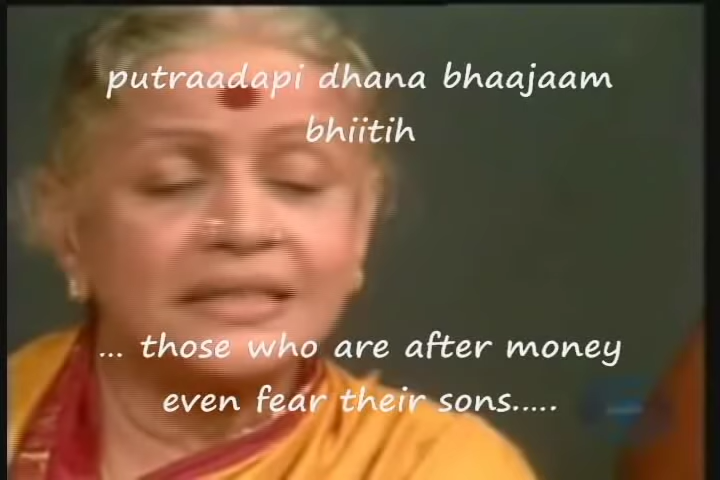 putraadapi dhana bhaajaam
bhiitih
... those who are after money
even fear their sons.....